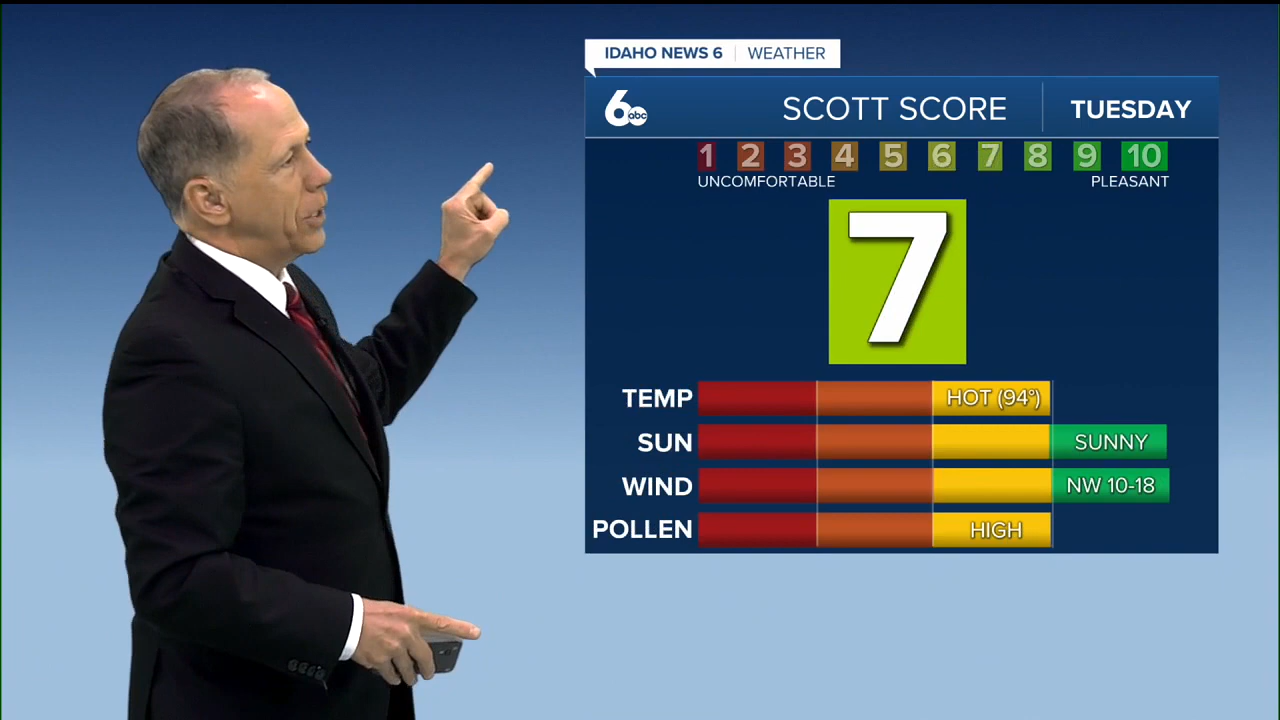 IDAHO NEWS 6 | WEATHER
6 abc SCOTT SCORE TUESDAY
1 2 3 4 5 6 7 8 9 10
UNCOMFORTABLE PLEASANT
7
TEMP HOT (94°)
SUN SUNNY
WIND NW 10-18
POLLEN HIGH